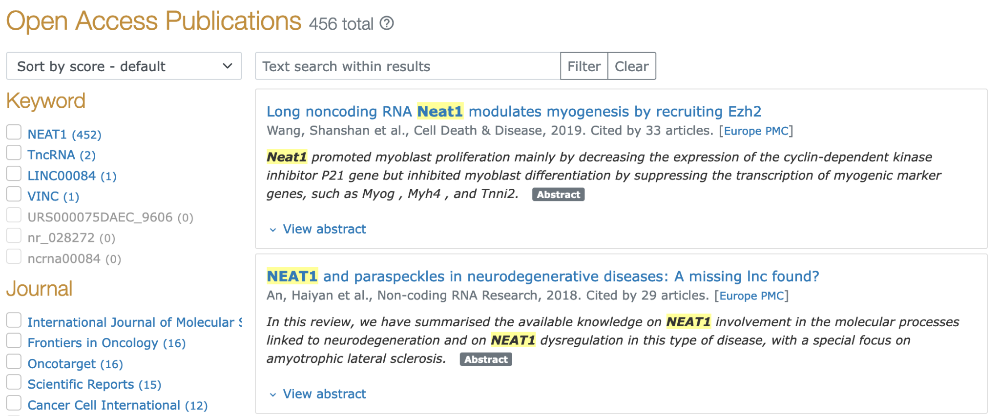 Open Access Publications 456 total ?
Sort by score - default
Text search within results
Filter
Clear
Keyword
NEAT1 (452)
TncRNA (2)
LINC00084 (1)
VINC (1)
URS000075DAEC_9606 (0)
nr_028272 (0)
ncrna00084 (0)
Journal
International Journal of Molecular
Frontiers in Oncology (16)
Oncotarget (16)
Scientific Reports (15)
Cancer Cell International (12)
Long noncoding RNA Neat1 modulates myogenesis by recruiting Ezh2
Wang, Shanshan et al., Cell Death & Disease, 2019. Cited by 33 articles. [Europe PMC]
Neat1 promoted myoblast proliferation mainly by decreasing the expression of the cyclin-dependent kinase
inhibitor P21 gene but inhibited myoblast differentiation by suppressing the transcription of myogenic marker
genes, such as Myog , Myh4 , and Tnni2. Abstract
View abstract
NEAT1 and paraspeckles in neurodegenerative diseases: A missing lnc found?
An, Haiyan et al., Non-coding RNA Research, 2018. Cited by 29 articles. [Europe PMC]
In this review, we have summarised the available knowledge on NEAT1 involvement in the molecular processes
linked to neurodegeneration and on NEAT1 dysregulation in this type of disease, with a special focus on
amyotrophic lateral sclerosis. Abstract
View abstract